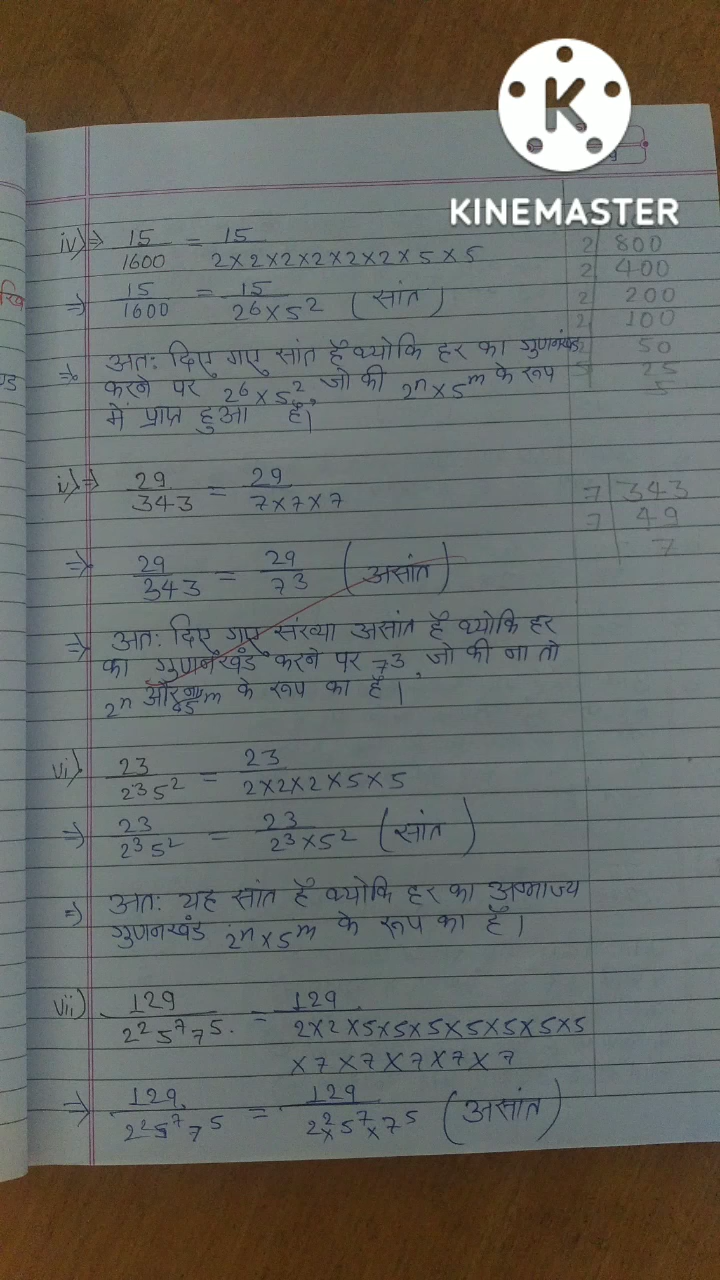 KINEMASTER
iv)⇒ 15/1600 = 15/2×2×2×2×2×2×5×5
⇒ 15/1600 = 15/2⁶×5² (सांत)
⇒ अतः दिए गए सांत है क्योकि हर का गुणनखंड
करने पर 2⁶×5², जो की 2ⁿ×5ᵐ के रूप
में प्राप्त हुआ है।
2 800
2 400
2 200
2 100
2 50
5 25
5
v)⇒ 29/343 = 29/7×7×7
7 343
7 49
7
⇒ 29/343 = 29/7³ (असांत)
⇒ अतः दिए गए संख्या असांत है क्योकि हर
का गुणनखंड करने पर 7³, जो की ना तो
2ⁿ और ना 5ᵐ के रूप का है।
vi) 23/2³5² = 23/2×2×2×5×5
⇒ 23/2³5² = 23/2³×5² (सांत)
⇒ अतः यह सांत है क्योकि हर का अभाज्य
गुणनखंड 2ⁿ×5ᵐ के रूप का है।
vii) 129/2²5⁷7⁵ = 129/2×2×5×5×5×5×5×5×5
×7×7×7×7×7
⇒ 129/2²5⁷7⁵ = 129/2²×5⁷×7⁵ (असांत)